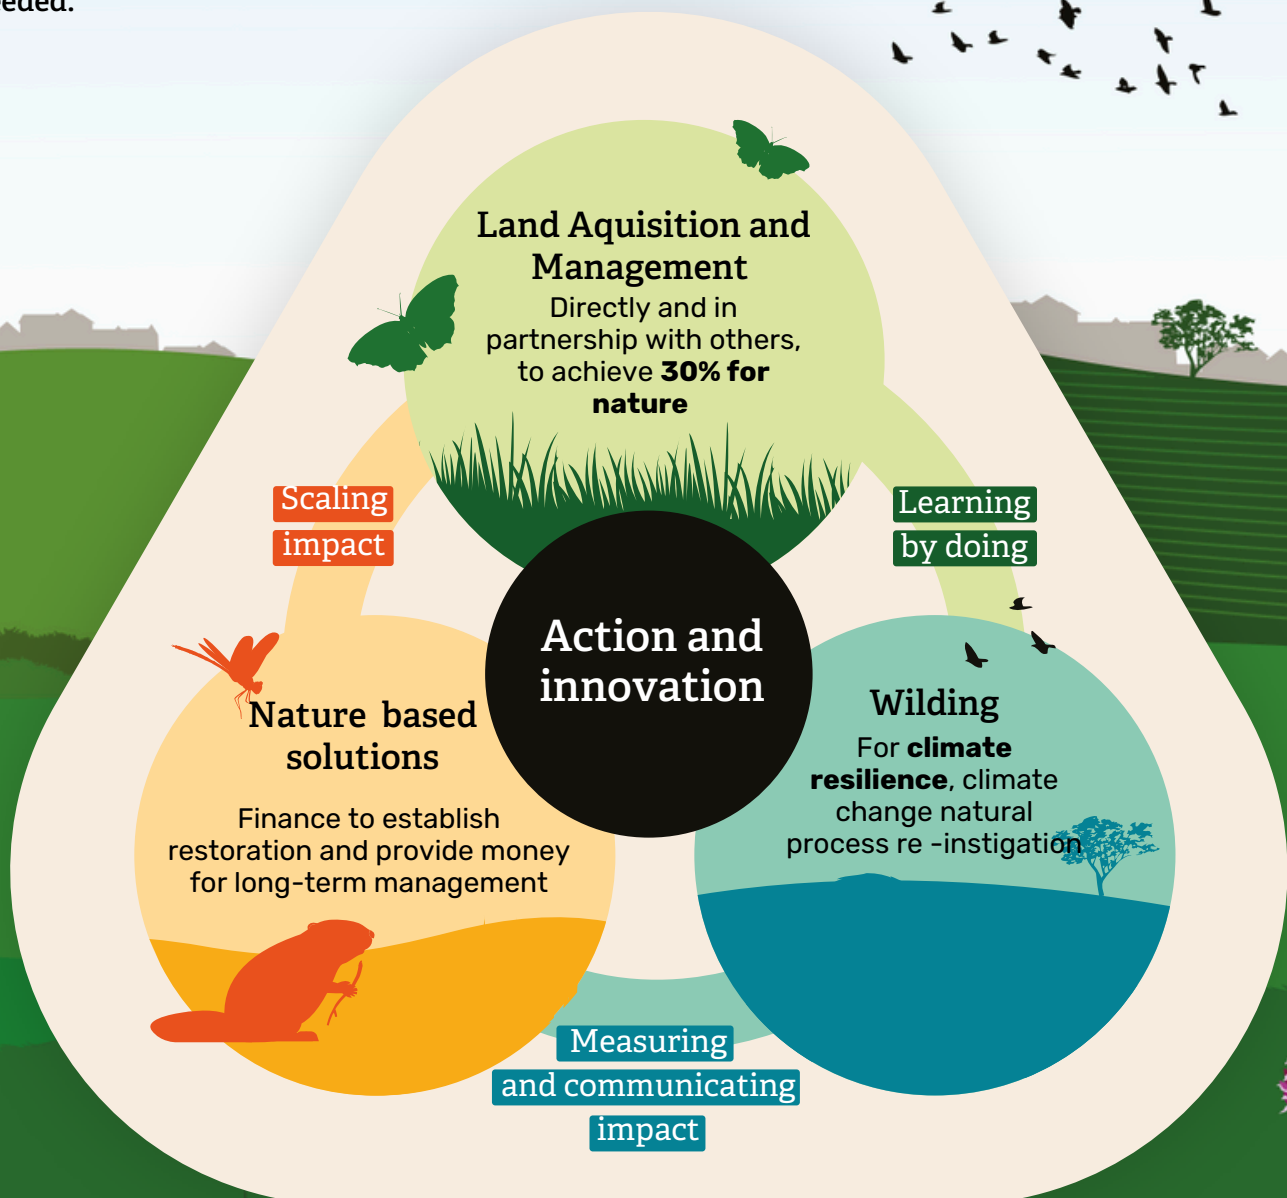 Land Aquisition and
Management
Directly and in
partnership with others,
to achieve 30% for
nature
Scaling
impact
Learning
by doing
Action and
innovation
Nature based
solutions
Finance to establish
restoration and provide money
for long-term management
Wilding
For climate
resilience, climate
change natural
process re -instigation
Measuring
and communicating
impact